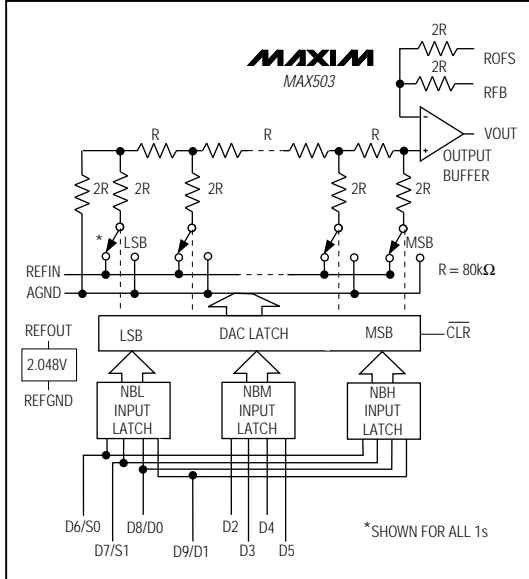 MAXIM
MAX503
2R
ROFS
2R
RFB
VOUT
OUTPUT
BUFFER
R
R
R
2R
2R
2R
2R
2R
*
LSB
MSB
R = 80kΩ
REFIN
AGND
REFOUT
2.048V
REFGND
LSB
DAC LATCH
MSB
CLR
NBL
INPUT
LATCH
NBM
INPUT
LATCH
NBH
INPUT
LATCH
D6/S0
D7/S1
D8/D0
D9/D1
D2
D3
D4
D5
*SHOWN FOR ALL 1s